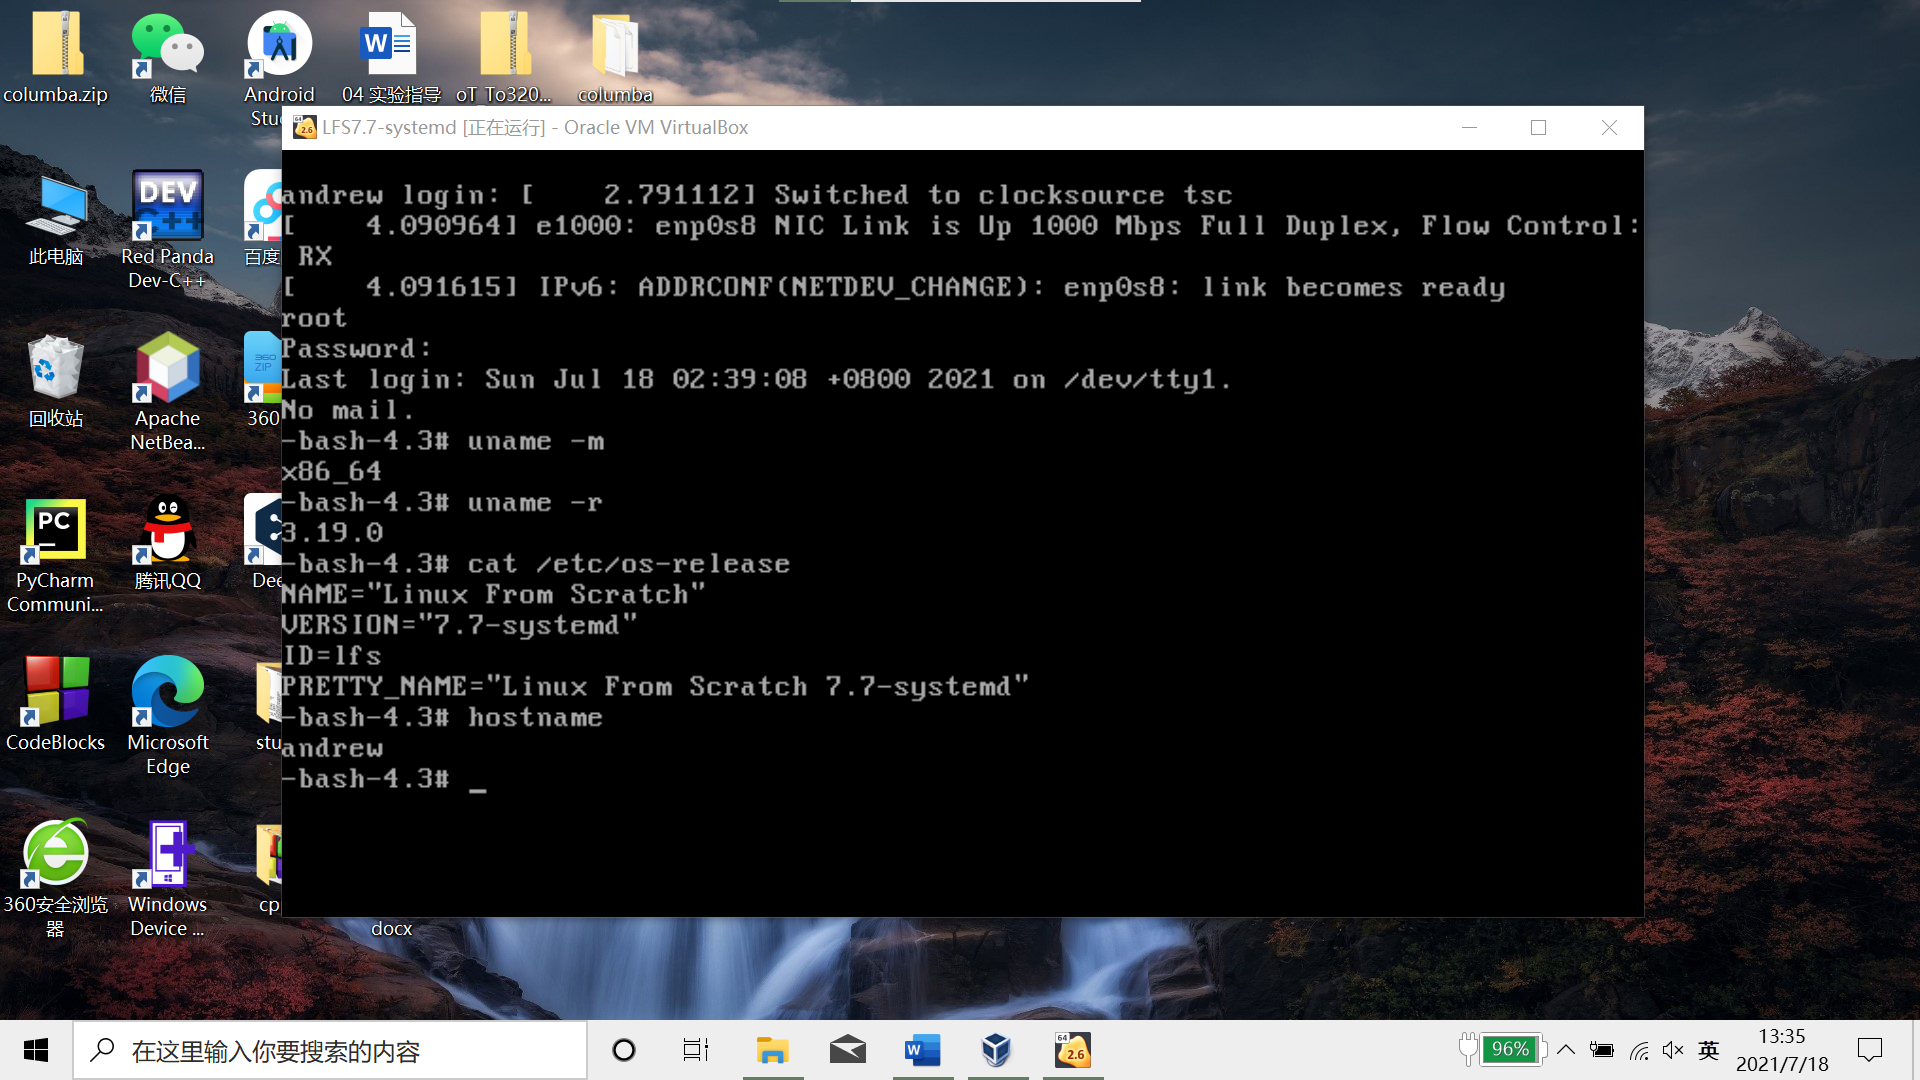 columba.zip
微信
Android
Stu
04 实验指导
oT_To320...
columba
LFS7.7-systemd [正在运行] - Oracle VM VirtualBox
andrew login: [    2.791112] Switched to clocksource tsc
[    4.090964] e1000: enp0s8 NIC Link is Up 1000 Mbps Full Duplex, Flow Control:
 RX
[    4.091615] IPv6: ADDRCONF(NETDEV_CHANGE): enp0s8: link becomes ready
root
Password:
Last login: Sun Jul 18 02:39:08 +0800 2021 on /dev/tty1.
No mail.
-bash-4.3# uname -m
x86_64
-bash-4.3# uname -r
3.19.0
-bash-4.3# cat /etc/os-release
NAME="Linux From Scratch"
VERSION="7.7-systemd"
ID=lfs
PRETTY_NAME="Linux From Scratch 7.7-systemd"
-bash-4.3# hostname
andrew
-bash-4.3# _
此电脑
DEV
C++
Red Panda
Dev-C++
百度
回收站
Apache
NetBea...
360
ZIP
360
PC
PyCharm
Communi...
腾讯QQ
Dee
CodeBlocks
Microsoft
Edge
stu
360安全浏览
器
Windows
Device ...
cp
docx
在这里输入你要搜索的内容
64
2.6
96%
英
13:35
2021/7/18